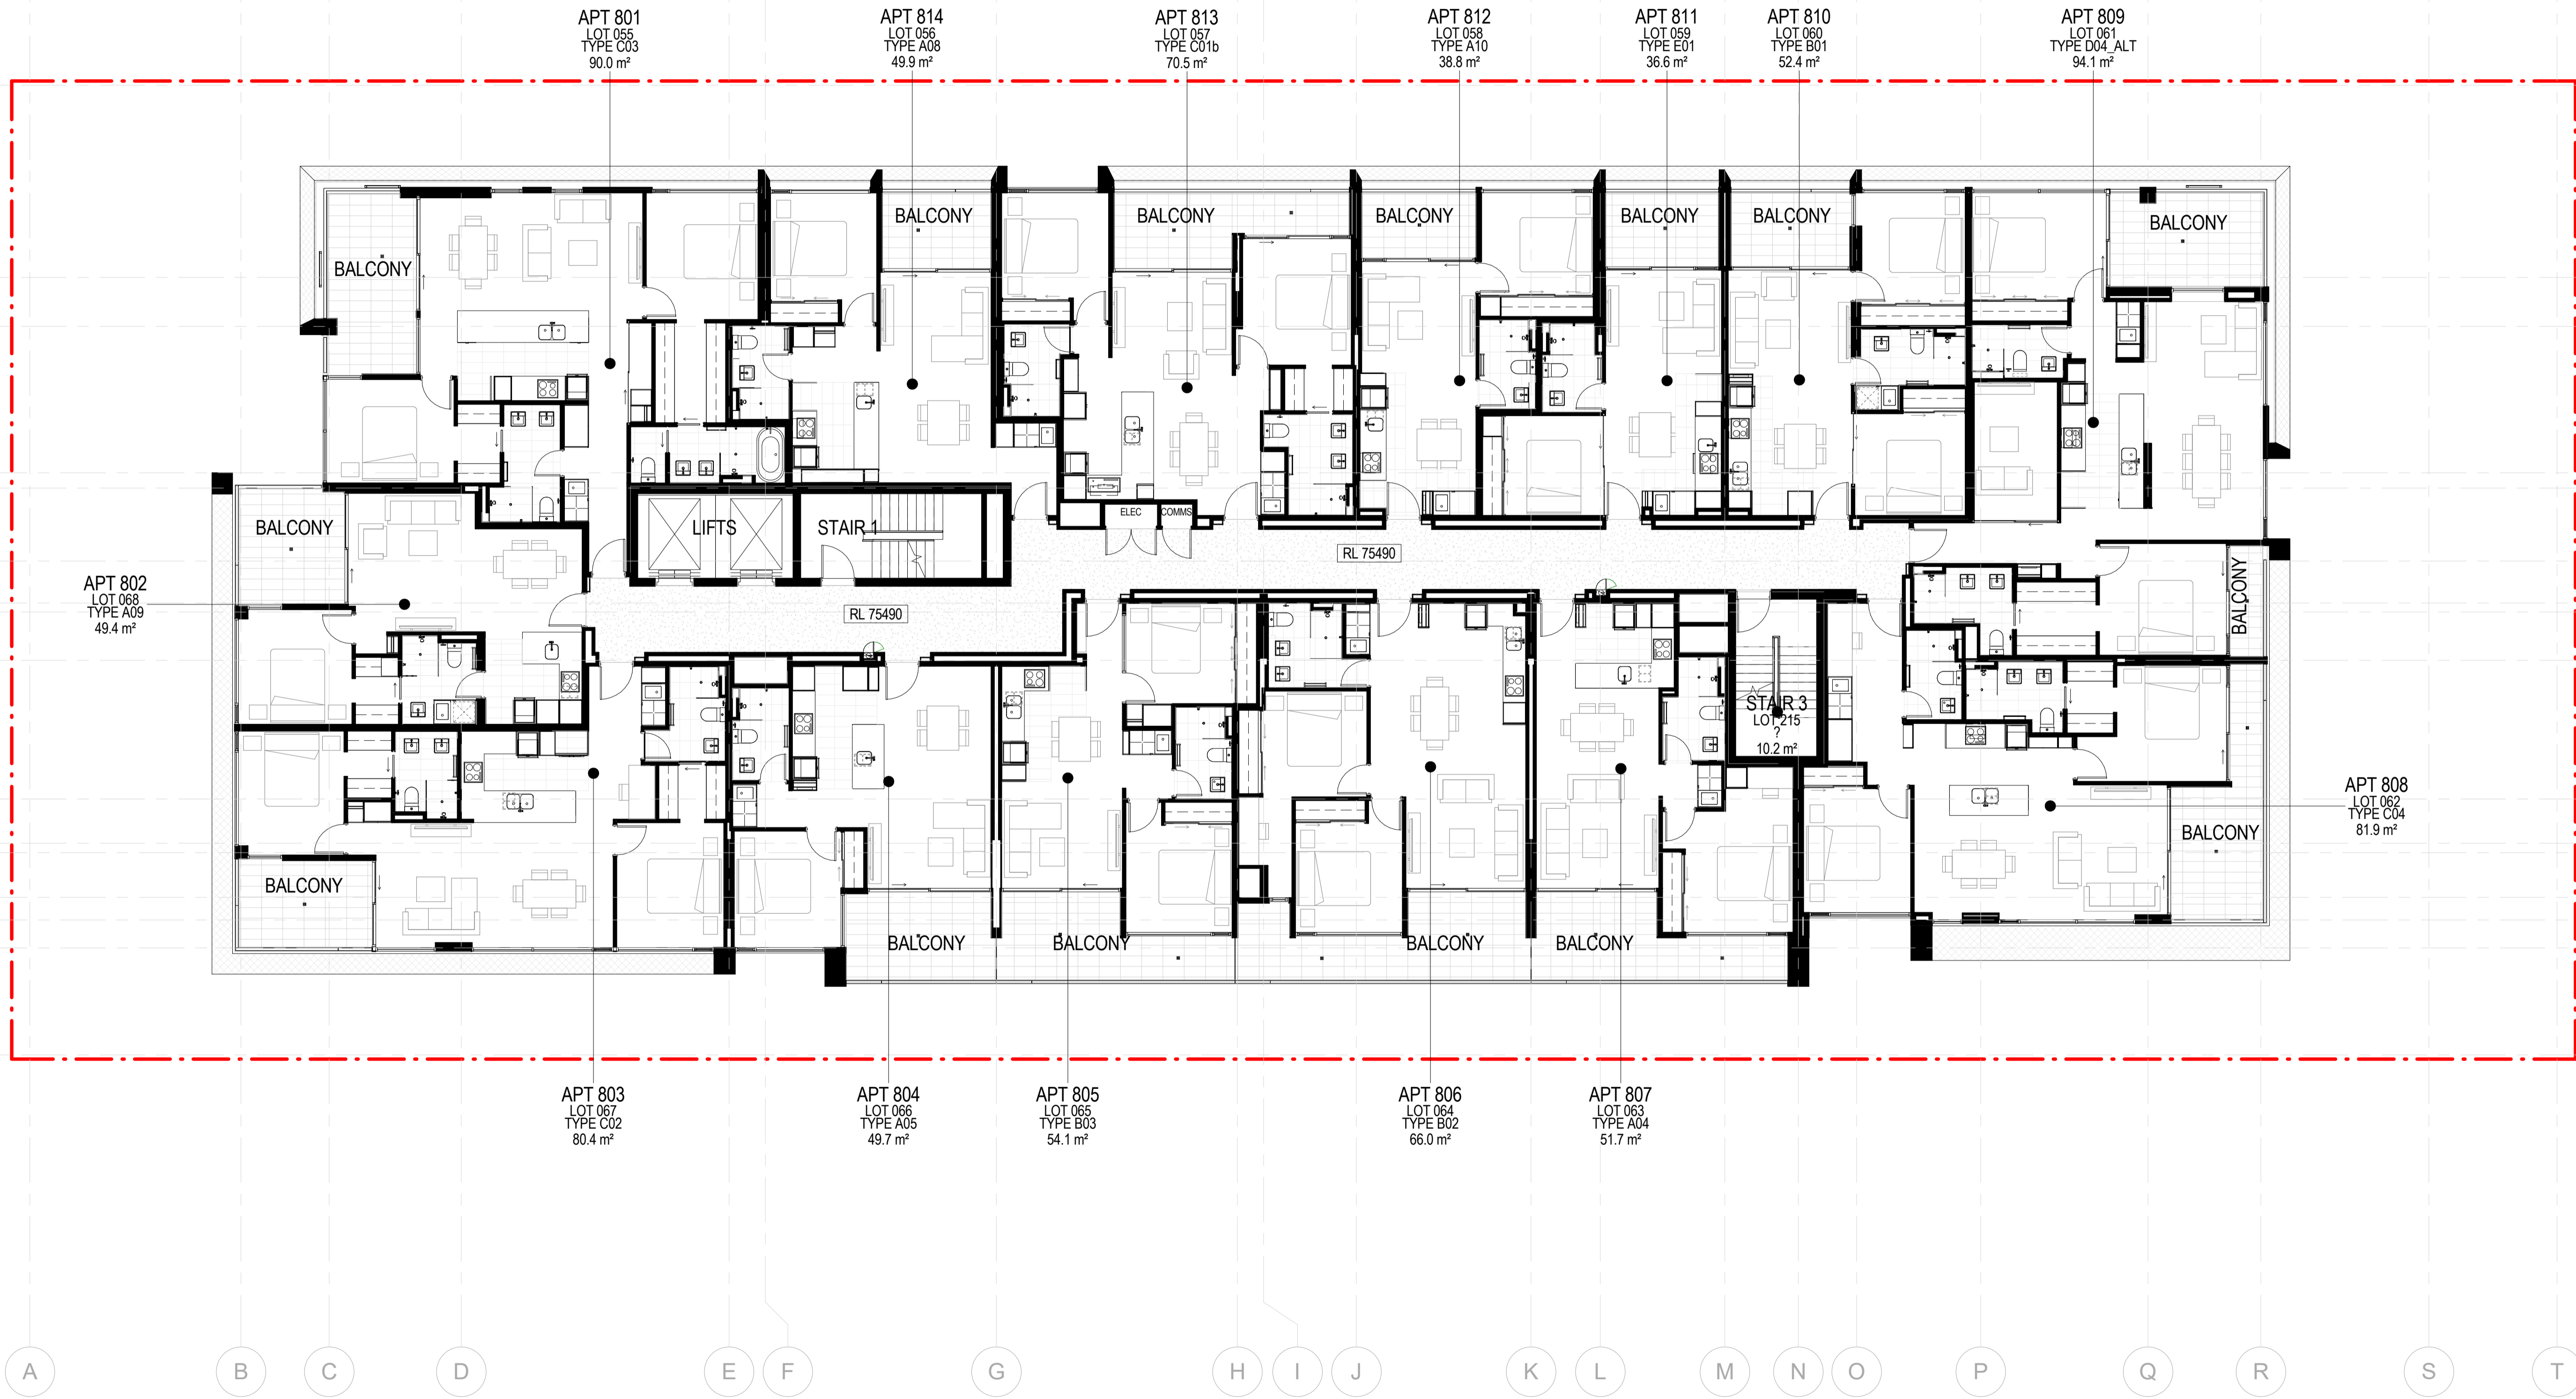 APT 801
LOT 055
TYPE C03
90.0 m²
APT 814
LOT 056
TYPE A08
49.9 m²
APT 813
LOT 057
TYPE C01b
70.5 m²
APT 812
LOT 058
TYPE A10
38.8 m²
APT 811
LOT 059
TYPE E01
36.6 m²
APT 810
LOT 060
TYPE B01
52.4 m²
APT 809
LOT 061
TYPE D04_ALT
94.1 m²
BALCONY
BALCONY
BALCONY
BALCONY
BALCONY
BALCONY
BALCONY
BALCONY
LIFTS
STAIR 1
ELEC
COMMS
RL 75490
APT 802
LOT 068
TYPE A09
49.4 m²
RL 75490
BALCONY
STAIR 3
LOT 215
?
10.2 m²
APT 808
LOT 062
TYPE C04
81.9 m²
BALCONY
BALCONY
BALCONY
BALCONY
BALCONY
BALCONY
APT 803
LOT 067
TYPE C02
80.4 m²
APT 804
LOT 066
TYPE A05
49.7 m²
APT 805
LOT 065
TYPE B03
54.1 m²
APT 806
LOT 064
TYPE B02
66.0 m²
APT 807
LOT 063
TYPE A04
51.7 m²
A
B
C
D
E
F
G
H
I
J
K
L
M
N
O
P
Q
R
S
T